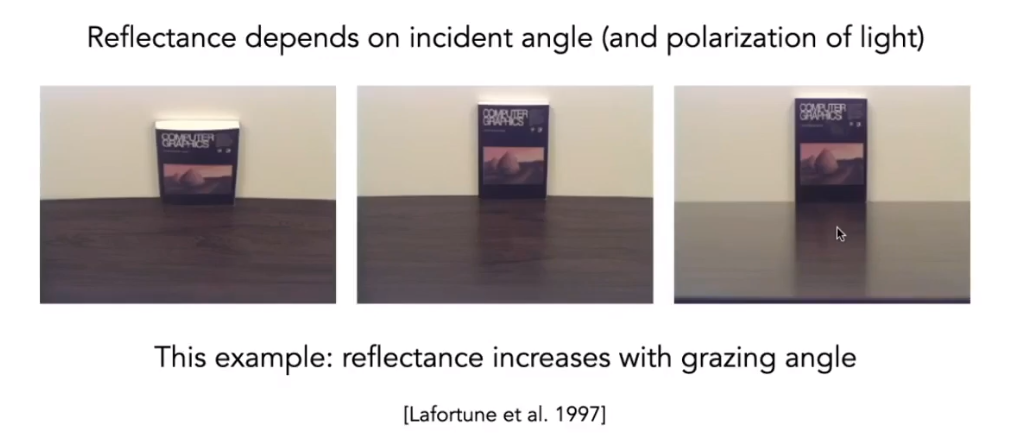 Reflectance depends on incident angle (and polarization of light)
COMPUTER
GRAPHICS
COMPUTER
GRAPHICS
COMPUTER
GRAPHICS
This example: reflectance increases with grazing angle
[Lafortune et al. 1997]